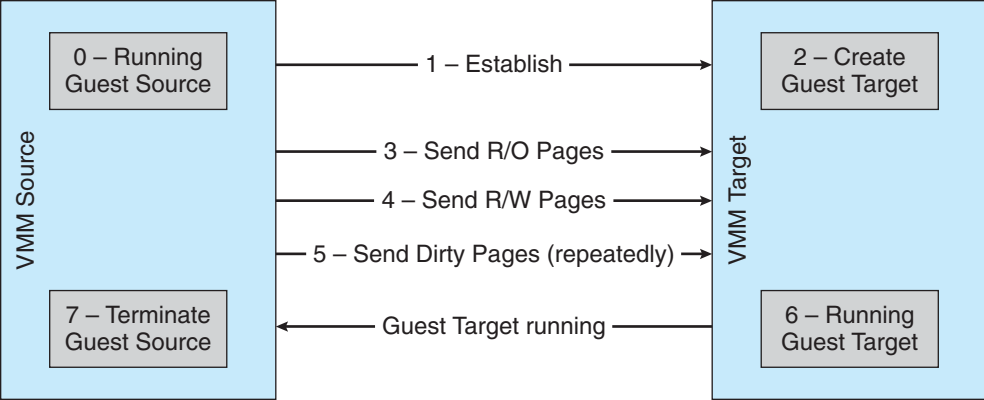 0 – Running
Guest Source
1 – Establish
2 – Create
Guest Target
VMM Source
3 – Send R/O Pages
4 – Send R/W Pages
5 – Send Dirty Pages (repeatedly)
VMM Target
7 – Terminate
Guest Source
Guest Target running
6 – Running
Guest Target